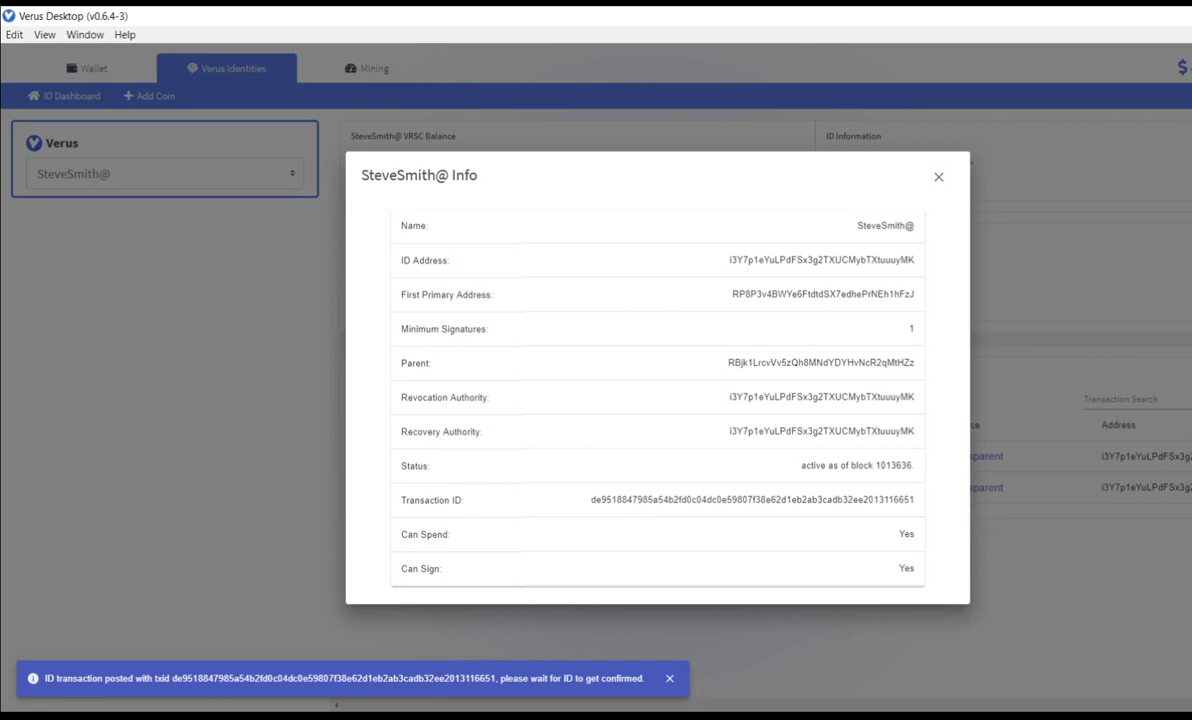 Verus Desktop (v0.6.4-3)
Edit View Window Help
Wallet Verus Identities Mining $
ID Dashboard + Add Coin
Verus
SteveSmith@
SteveSmith@ VRSC Balance ID Information
SteveSmith@ Info
Name: SteveSmith@
ID Address: i3Y7p1eYuLPdFSx3g2TXUCMybTXtuuuyMK
First Primary Address: RP8P3v4BWYe6FtdtdSX7edhePrNEh1hFzJ
Minimum Signatures: 1
Parent: RBjk1LrcvVv5zQh8MNdYDYHvNcR2qMtHZz
Revocation Authority: i3Y7p1eYuLPdFSx3g2TXUCMybTXtuuuyMK
Recovery Authority: i3Y7p1eYuLPdFSx3g2TXUCMybTXtuuuyMK
Status: active as of block 1013636.
Transaction ID: de9518847985a54b2fd0c04dc0e59807f38e62d1eb2ab3cadb32ee2013116651
Can Spend: Yes
Can Sign: Yes
Transaction Search
ce Address
sparent i3Y7p1eYuLPdFSx3g2
sparent i3Y7p1eYuLPdFSx3g2
ID transaction posted with txid de9518847985a54b2fd0c04dc0e59807f38e62d1eb2ab3cadb32ee2013116651, please wait for ID to get confirmed.